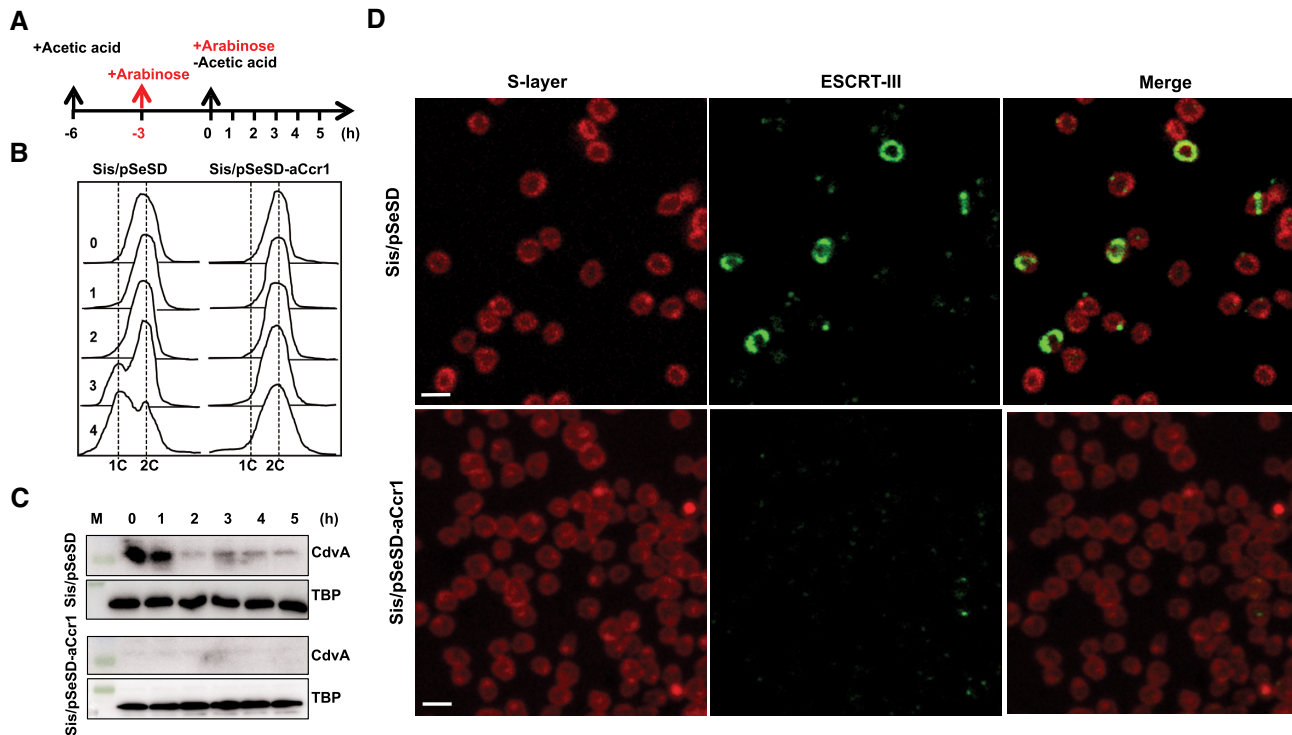 A
+Acetic acid
+Arabinose
+Arabinose
-Acetic acid
-6 -3 0 1 2 3 4 5 (h)
B
Sis/pSeSD Sis/pSeSD-aCcr1
0
1
2
3
4
1C 2C 1C 2C
C
M 0 1 2 3 4 5 (h)
Sis/pSeSD
CdvA
TBP
Sis/pSeSD-aCcr1
CdvA
TBP
D
S-layer ESCRT-III Merge
Sis/pSeSD
Sis/pSeSD-aCcr1